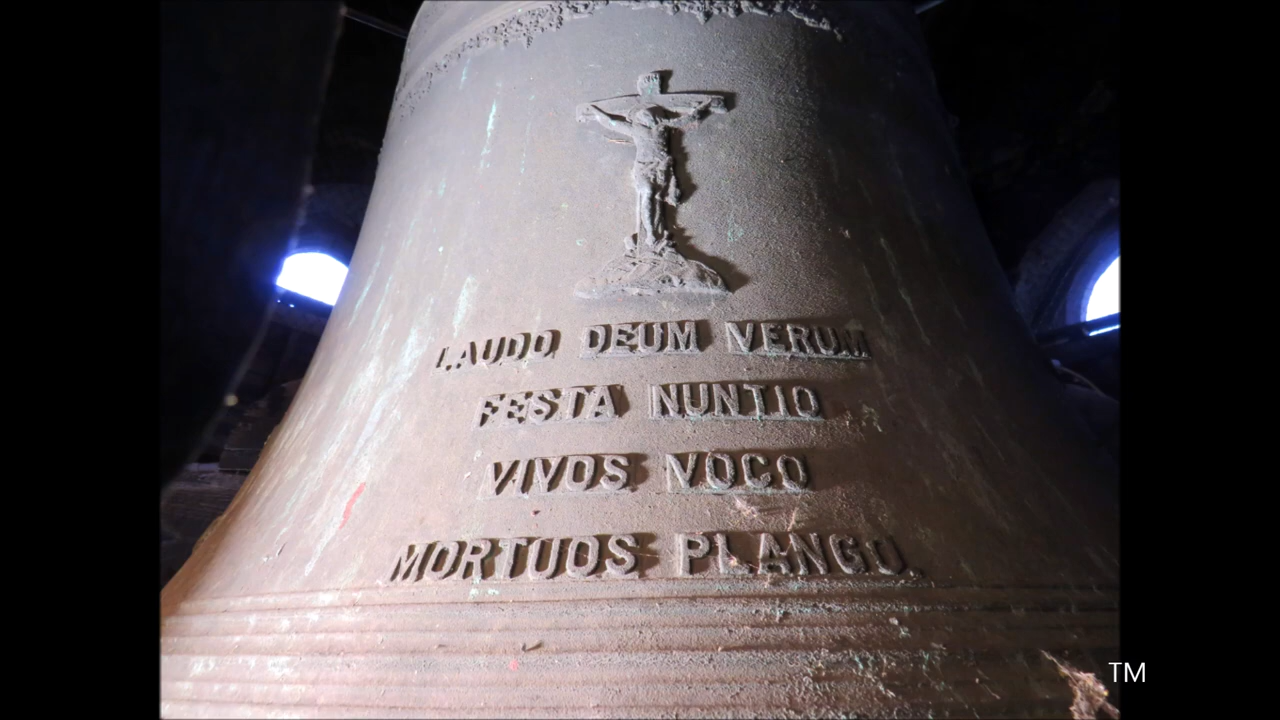 LAUDO DEUM VERUM
FESTA NUNTIO
VIVOS VOCO
MORTUOS PLANGO.
TM